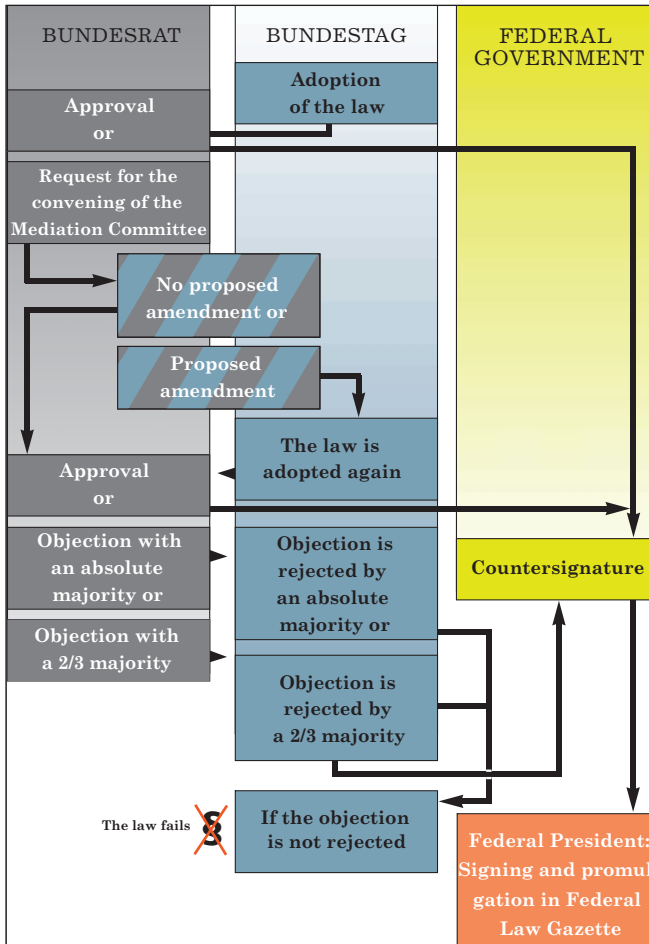 BUNDESRAT
BUNDESTAG
FEDERAL
GOVERNMENT
Adoption
of the law
Approval
or
Request for the
convening of the
Mediation Committee
No proposed
amendment or
Proposed
amendment
The law is
adopted again
Approval
or
Objection with
an absolute
majority or
Objection is
rejected by
an absolute
majority or
Countersignature
Objection with
a 2/3 majority
Objection is
rejected by
a 2/3 majority
The law fails
§
If the objection
is not rejected
Federal President:
Signing and promul
gation in Federal
Law Gazette